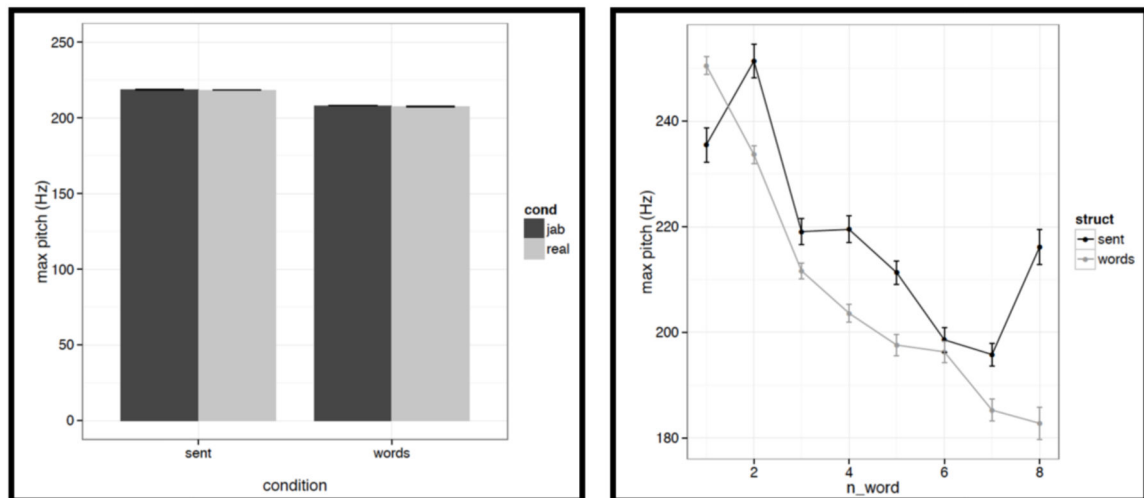 250
200
150
100
50
0
max pitch (Hz)
sent
words
condition
cond
jab
real
240
220
200
180
max pitch (Hz)
2
4
6
8
n_word
struct
sent
words